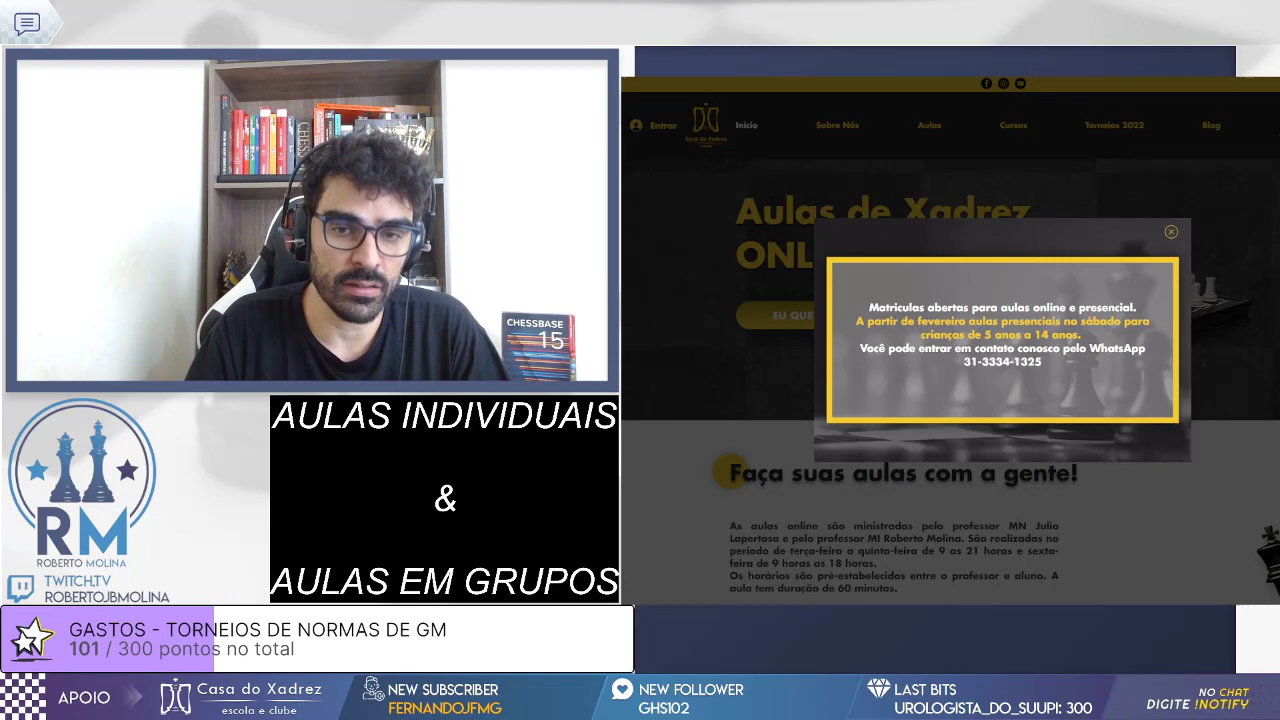 CHESS
CHESSBASE
15
RM
ROBERTO MOLINA
TWITCH.TV
ROBERTOJBMOLINA
AULAS INDIVIDUAIS
&
AULAS EM GRUPOS
GASTOS - TORNEIOS DE NORMAS DE GM
101 / 300 pontos no total
Entrar
Casa do Xadrez
Início
Sobre Nós
Aulas
Cursos
Torneios 2022
Blog
Aulas de Xadrez
ONL
EU QUE
Matriculas abertas para aulas online e presencial.
A partir de fevereiro aulas presenciais no sábado para
crianças de 5 anos a 14 anos.
Você pode entrar em contato conosco pelo WhatsApp
31-3334-1325
Faça suas aulas com a gente!
As aulas online são ministradas pelo professor MN Julio
Lapertosa e pelo professor MI Roberto Molina. São realizadas no
período de terça-feira a quinta-feira de 9 as 21 horas e sexta-
feira de 9 horas as 18 horas.
Os horários são pré-estabelecidos entre o professor e aluno. A
aula tem duração de 60 minutos.
APOIO
Casa do Xadrez
escola e clube
NEW SUBSCRIBER
FERNANDOJFMG
NEW FOLLOWER
GHS102
LAST BITS
UROLOGISTA_DO_SUUPI: 300
NO CHAT
DIGITE !NOTIFY